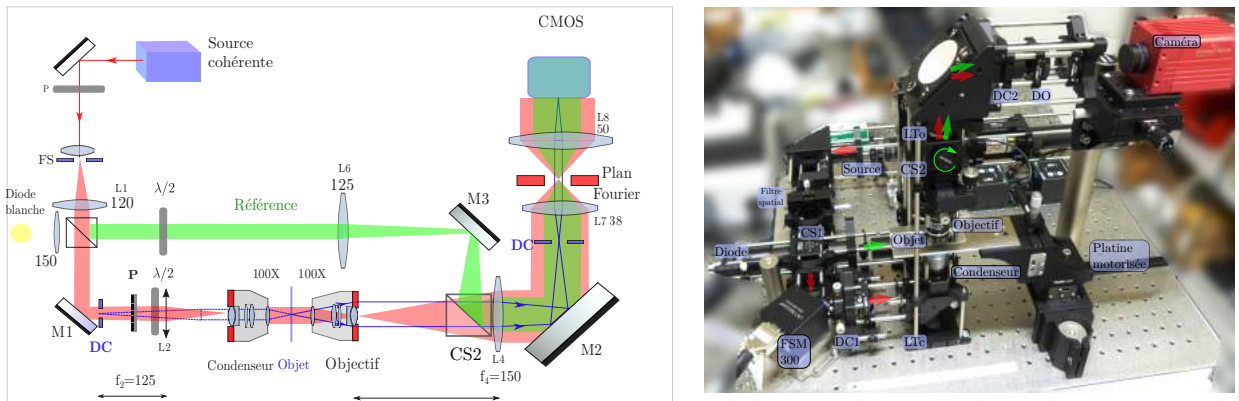 CMOS
Source
cohérente
P
FS
L1
120
λ/2
Diode
blanche
150
Référence
L6
125
M3
L8
50
Plan
Fourier
L7 38
DC
P
λ/2
100X
100X
M1
DC
L2
Condenseur
Objet
Objectif
CS2
L4
M2
f₂=125
f₄=150
Caméra
DC2
DO
LTo
Source
CS2
Filtre
spatial
CS1
Objectif
Diode
Objet
Condenseur
Platine
motorisée
FSM
300
DC1
LTc